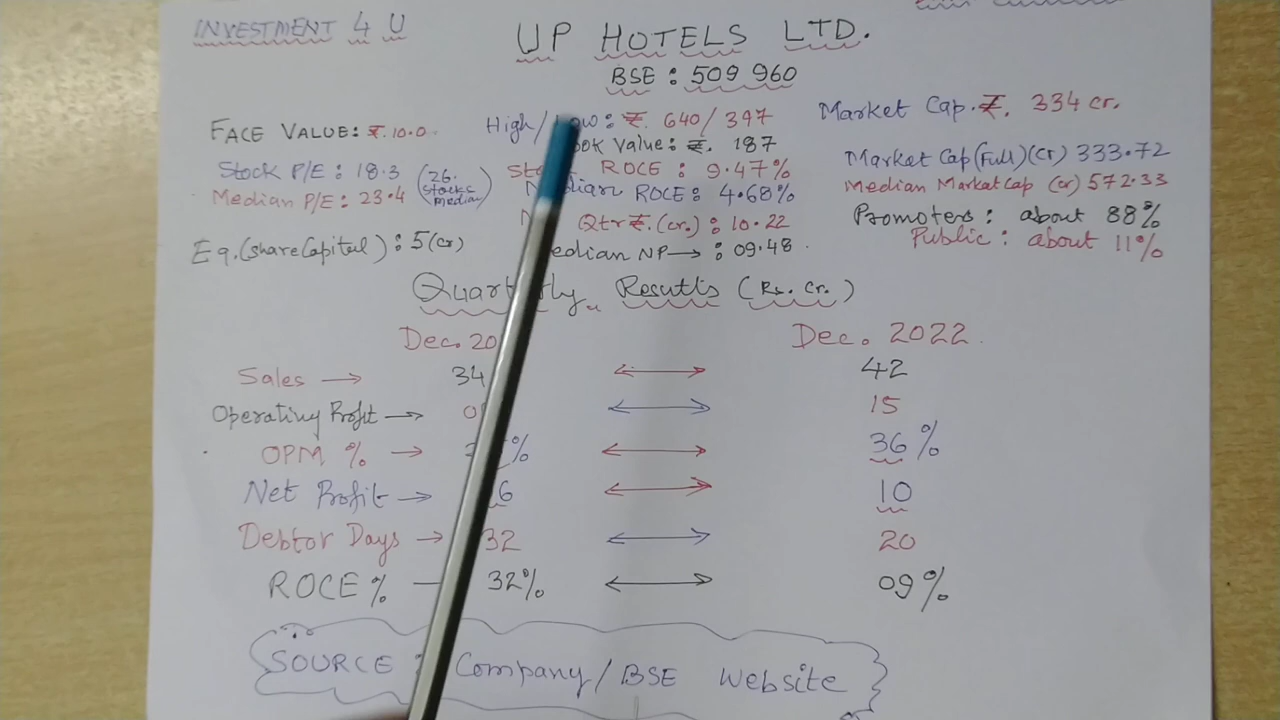 INVESTMENT 4 U
UP HOTELS LTD.
BSE : 509 960
FACE VALUE: ₹.10.0.
High/ : ₹. 640/397
Market Cap. ₹. 334 cr.
Value: ₹. 187
Stock P/E : 18.3 (26. stocks median)
ROCE : 9.47%
Market Cap(Full)(Cr) 333.72
Median P/E : 23.4
ROCE: 4.68%
Median Market Cap (cr) 572.33
Qtr ₹.(cr.) : 10.22
Promoters : about 88%
Eq.(share Capital) : 5(cr)
NP → : 09.48.
Public : about 11%
Results (Rs. Cr.)
Dec. 2022.
Sales → 34 ↔ 42
Operating Profit → ↔ 15
OPM % → % ↔ 36%
Net Profit → 6 ↔ 10
Debtor Days → 32 ↔ 20
ROCE % 32% ↔ 09%
SOURCE : Company/BSE Website